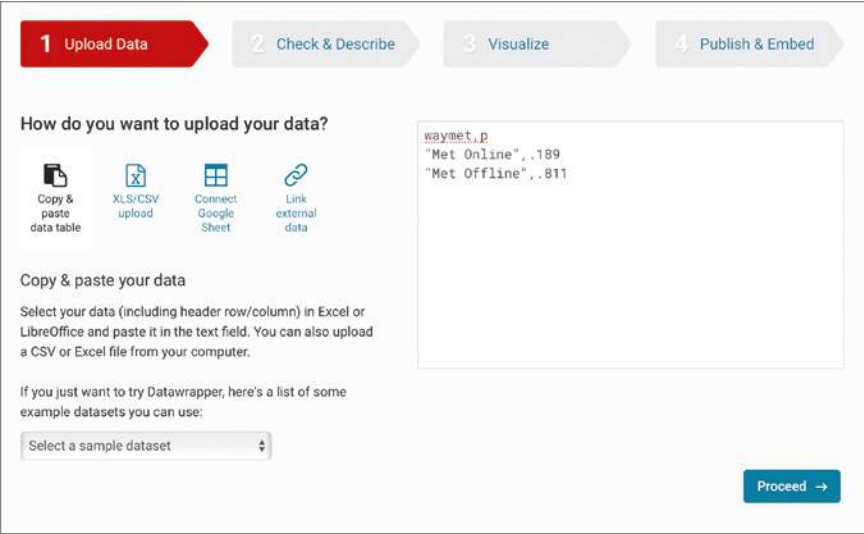 1 Upload Data
2 Check & Describe
3 Visualize
4 Publish & Embed
How do you want to upload your data?
Copy &
paste
data table
XLS/CSV
upload
Connect
Google
Sheet
Link
external
data
Copy & paste your data
Select your data (including header row/column) in Excel or
LibreOffice and paste it in the text field. You can also upload
a CSV or Excel file from your computer.
If you just want to try Datawrapper, here's a list of some
example datasets you can use:
Select a sample dataset
waymet,p
"Met Online",.189
"Met Offline",.811
Proceed →